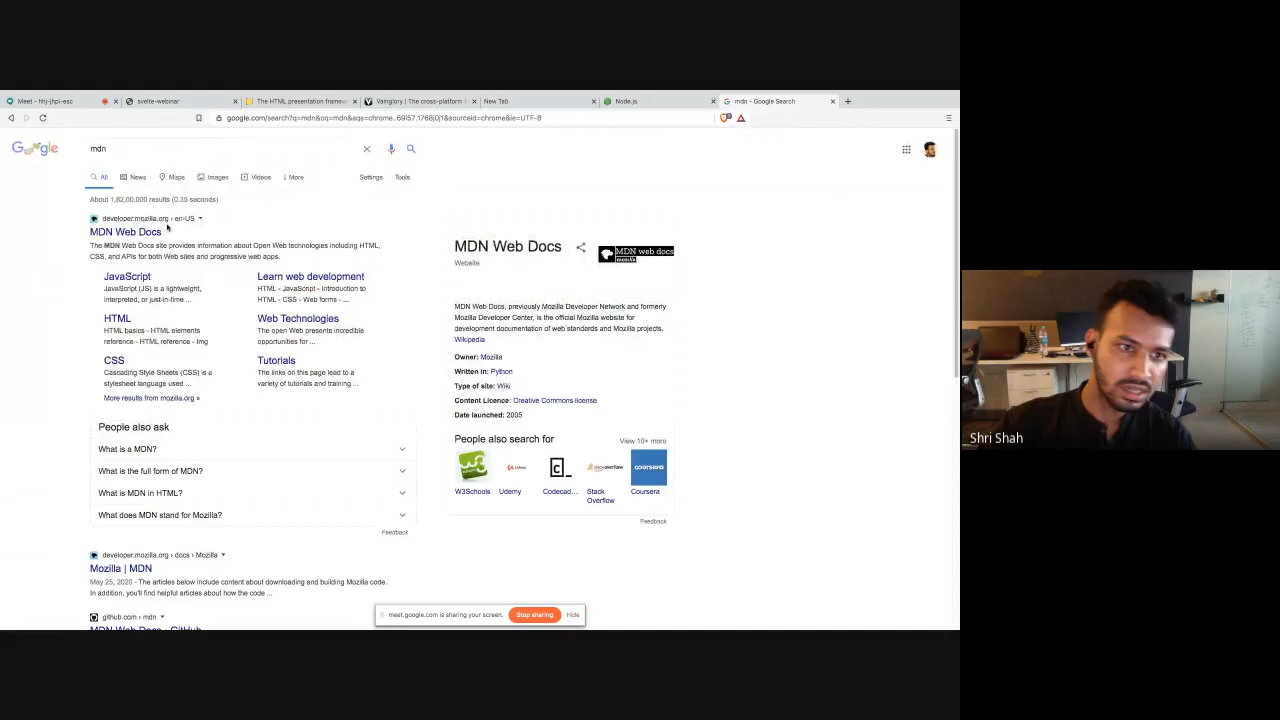 Meet - hhj-jhpi-esc
svelte-webinar
The HTML presentation framew
Vainglory | The cross-platform
New Tab
Node.js
mdn - Google Search
google.com/search?q=mdn&oq=mdn&aqs=chrome..69i57.1768j0j1&sourceid=chrome&ie=UTF-8
Google
mdn
All
News
Maps
Images
Videos
More
Settings
Tools
About 1,82,00,000 results (0.35 seconds)
developer.mozilla.org › en-US
MDN Web Docs
The MDN Web Docs site provides information about Open Web technologies including HTML,
CSS, and APIs for both Web sites and progressive web apps.
JavaScript
JavaScript (JS) is a lightweight,
interpreted, or just-in-time ...
Learn web development
HTML - JavaScript - Introduction to
HTML - CSS - Web forms - ...
HTML
HTML basics - HTML elements
reference - HTML reference - Img
Web Technologies
The open Web presents incredible
opportunities for ...
CSS
Cascading Style Sheets (CSS) is a
stylesheet language used ...
Tutorials
The links on this page lead to a
variety of tutorials and training ...
More results from mozilla.org »
People also ask
What is a MDN?
What is the full form of MDN?
What is MDN in HTML?
What does MDN stand for Mozilla?
Feedback
developer.mozilla.org › docs › Mozilla
Mozilla | MDN
May 25, 2020 - The articles below include content about downloading and building Mozilla code.
In addition, you'll find helpful articles about how the code ...
github.com › mdn
MDN Web Docs · GitHub
MDN Web Docs
Website
MDN web docs
mozilla
MDN Web Docs, previously Mozilla Developer Network and formerly
Mozilla Developer Center, is the official Mozilla website for
development documentation of web standards and Mozilla projects.
Wikipedia
Owner: Mozilla
Written in: Python
Type of site: Wiki
Content Licence: Creative Commons license
Date launched: 2005
People also search for
View 10+ more
W3Schools
Udemy
Codecad...
Stack
Overflow
Coursera
coursera
Feedback
meet.google.com is sharing your screen.
Stop sharing
Hide
Shri Shah